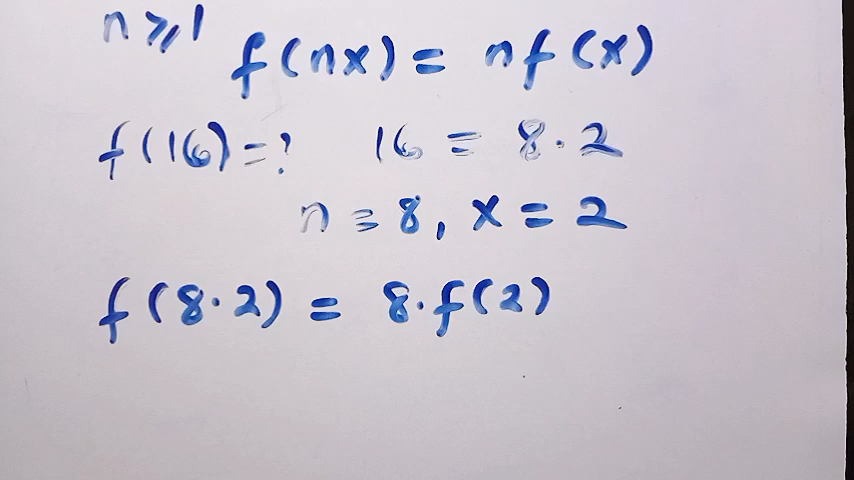 n ⩾ 1 f(nx) = nf(x)
f(16) = ? 16 = 8·2
n = 8, x = 2
f(8·2) = 8·f(2)